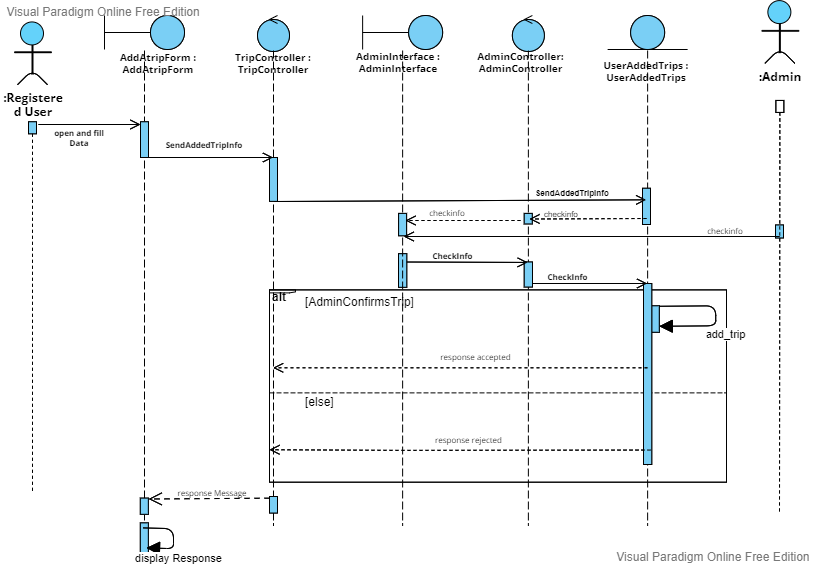 Visual Paradigm Online Free Edition
AddAtripForm :
AddAtripForm
TripController :
TripController
AdminInterface :
AdminInterface
AdminController:
AdminController
UserAddedTrips :
UserAddedTrips
:Admin
:Registere
d User
open and fill
Data
SendAddedTripInfo
SendAddedTripInfo
checkinfo
checkinfo
checkinfo
CheckInfo
CheckInfo
alt
[AdminConfirmsTrip]
add_trip
response accepted
[else]
response rejected
response Message
display Response
Visual Paradigm Online Free Edition